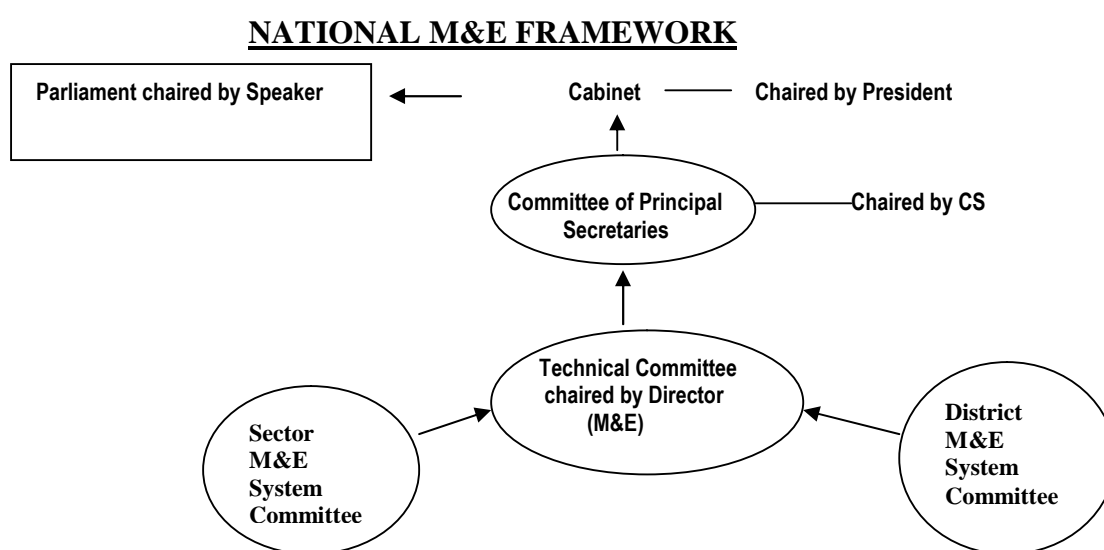 NATIONAL M&E FRAMEWORK
Parliament chaired by Speaker
Cabinet
Chaired by President
Committee of Principal
Secretaries
Chaired by CS
Technical Committee
chaired by Director
(M&E)
Sector
M&E
System
Committee
District
M&E
System
Committee